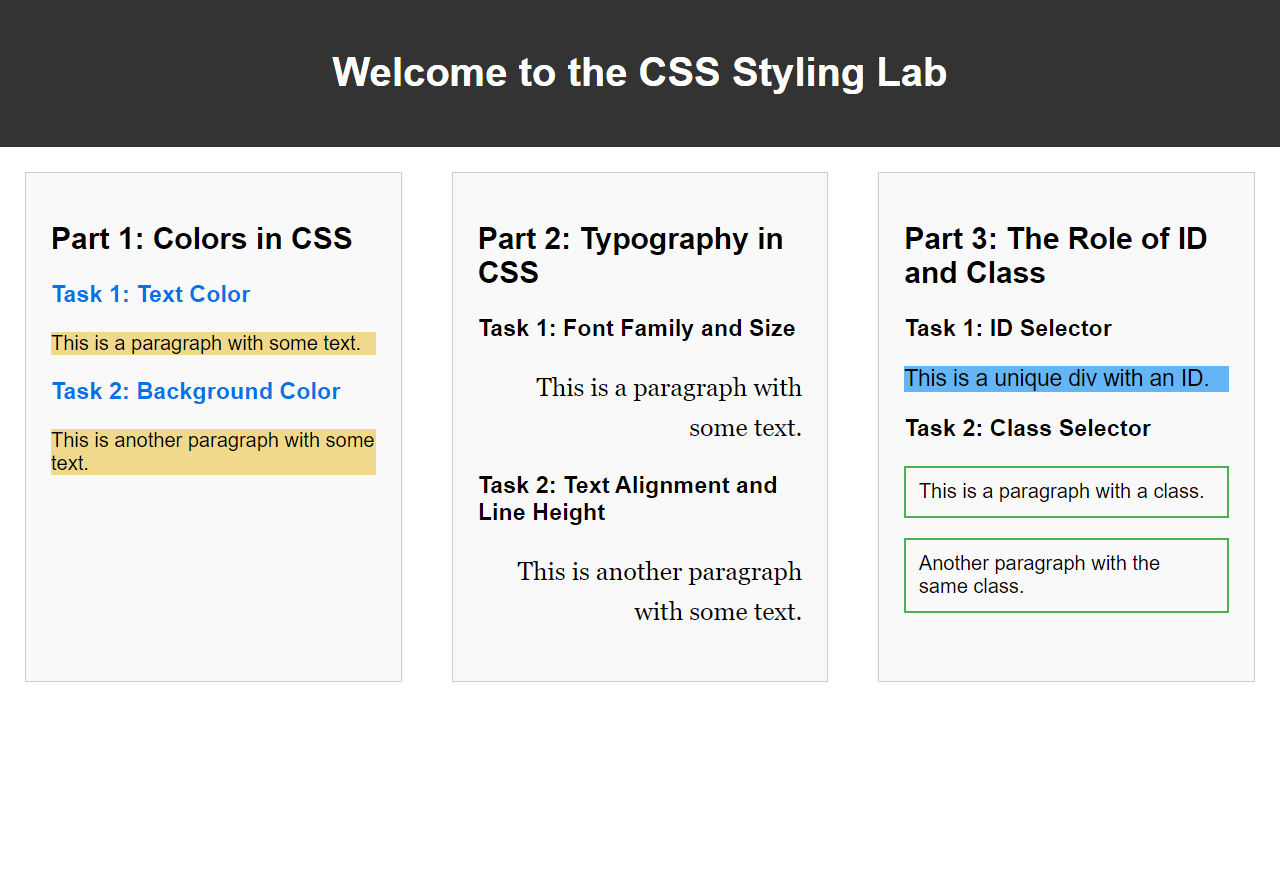 Welcome to the CSS Styling Lab
Part 1: Colors in CSS
Task 1: Text Color
This is a paragraph with some text.
Task 2: Background Color
This is another paragraph with some
text.
Part 2: Typography in
CSS
Task 1: Font Family and Size
This is a paragraph with
some text.
Task 2: Text Alignment and
Line Height
This is another paragraph
with some text.
Part 3: The Role of ID
and Class
Task 1: ID Selector
This is a unique div with an ID.
Task 2: Class Selector
This is a paragraph with a class.
Another paragraph with the
same class.